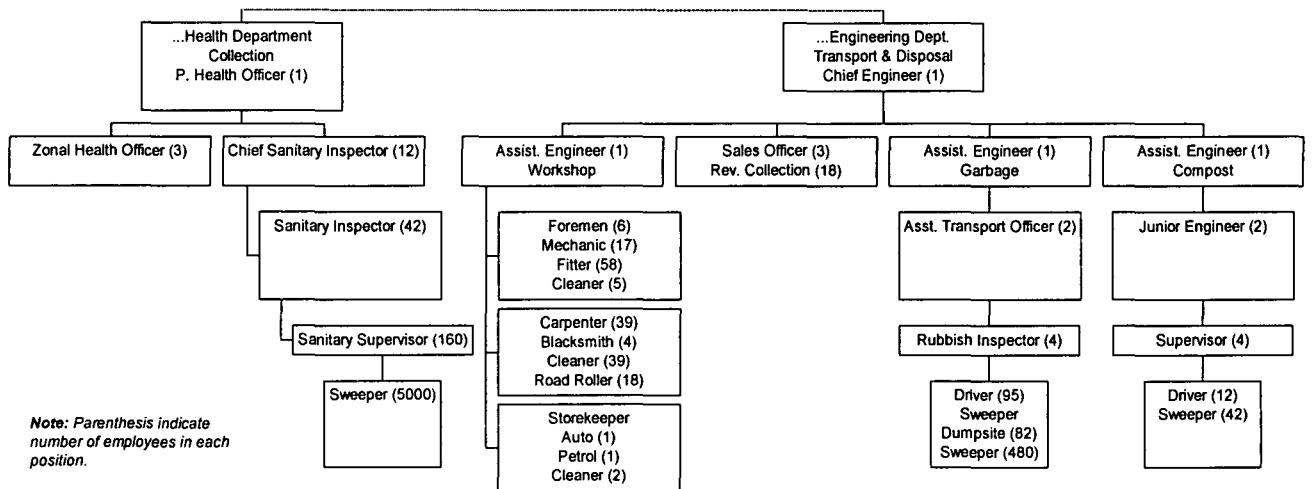 ...Health Department
Collection
P. Health Officer (1)
...Engineering Dept.
Transport & Disposal
Chief Engineer (1)
Zonal Health Officer (3)
Chief Sanitary Inspector (12)
Assist. Engineer (1)
Workshop
Sales Officer (3)
Rev. Collection (18)
Assist. Engineer (1)
Garbage
Assist. Engineer (1)
Compost
Sanitary Inspector (42)
Foremen (6)
Mechanic (17)
Fitter (58)
Cleaner (5)
Asst. Transport Officer (2)
Junior Engineer (2)
Sanitary Supervisor (160)
Carpenter (39)
Blacksmith (4)
Cleaner (39)
Road Roller (18)
Rubbish Inspector (4)
Supervisor (4)
Sweeper (5000)
Storekeeper
Auto (1)
Petrol (1)
Cleaner (2)
Driver (95)
Sweeper
Dumpsite (82)
Sweeper (480)
Driver (12)
Sweeper (42)
Note: Parenthesis indicate
number of employees in each
position.